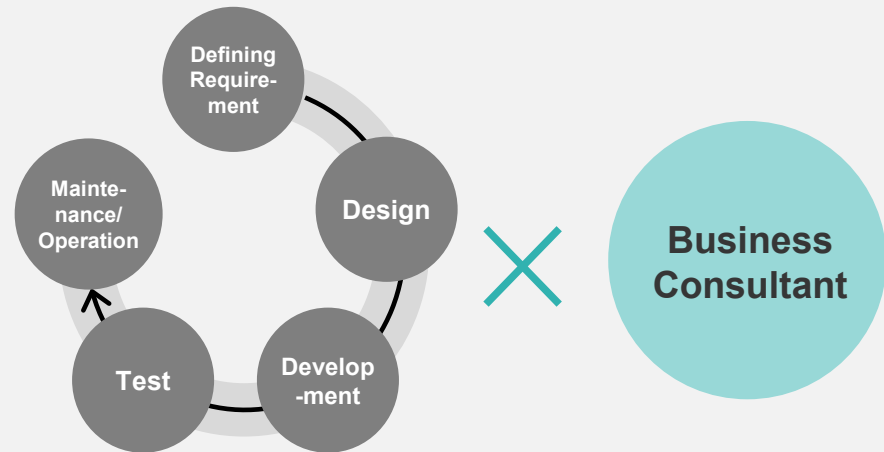 Defining
Require-
ment
Design
Develop
-ment
Test
Mainte-
nance/
Operation
Business
Consultant